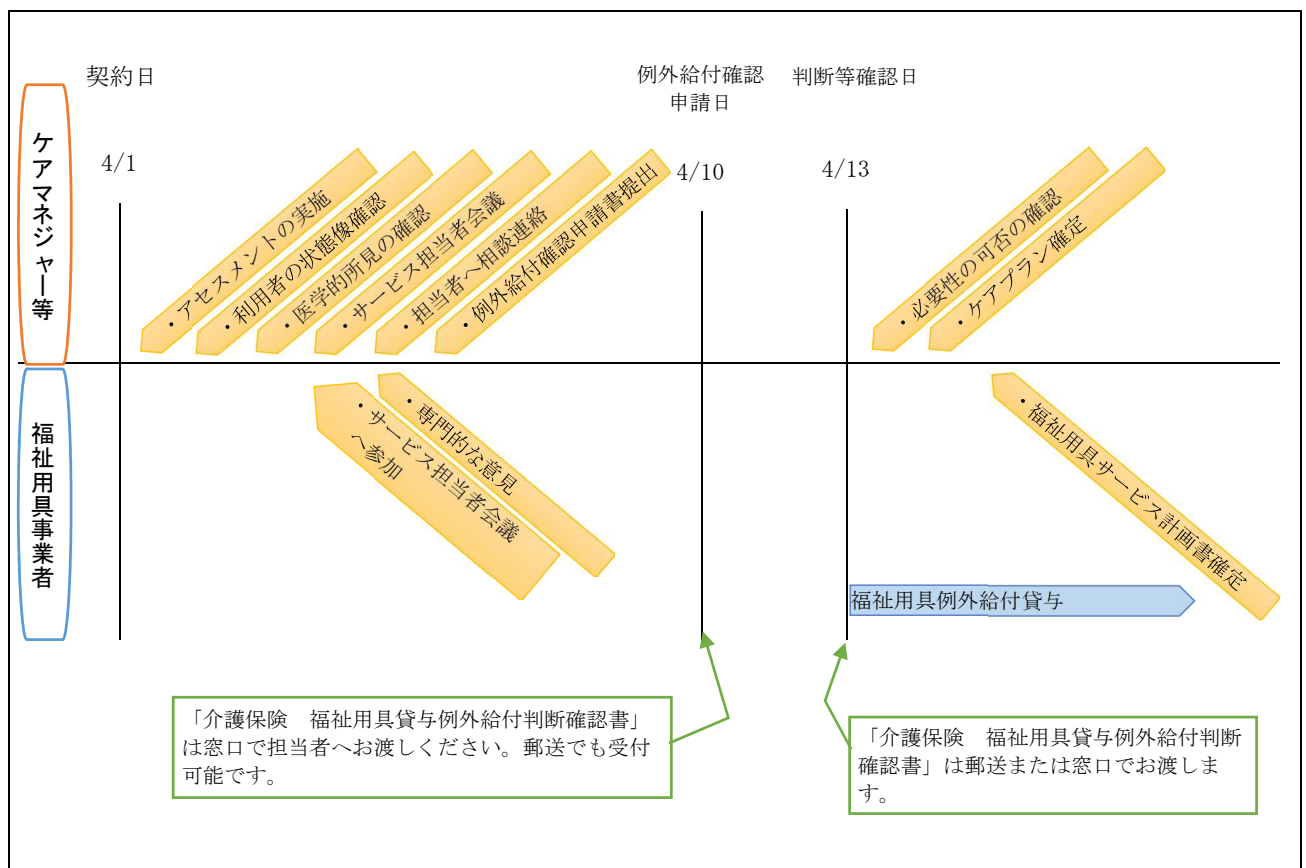 契約日
例外給付確認
申請日
判断等確認日
4/1
4/10
4/13
ケアマネジャー等
・アセスメントの実施
・利用者の状態像確認
・医学的所見の確認
・サービス担当者会議
・担当者へ相談連絡
・例外給付確認申請書提出
・必要性の可否の確認
・ケアプラン確定
福祉用具事業者
・サービス担当者会議
へ参加
・専門的な意見
・福祉用具サービス計画書確定
福祉用具例外給付貸与
「介護保険　福祉用具貸与例外給付判断確認書」
は窓口で担当者へお渡しください。郵送でも受付
可能です。
「介護保険　福祉用具貸与例外給付判断
確認書」は郵送または窓口でお渡しま
す。